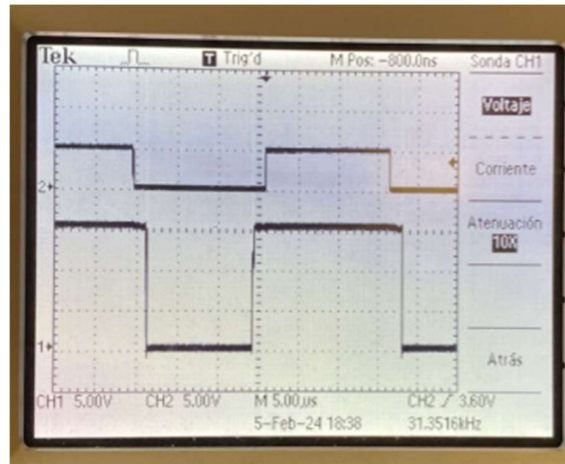 Tek T Trig'd M Pos: -800.0ns Sonda CH1
Voltaje
Corriente
2
Atenuación
10X
1
Atrás
CH1 5.00V CH2 5.00V M 5.00µs CH2 3.60V
5-Feb-24 18:38 31.3516kHz